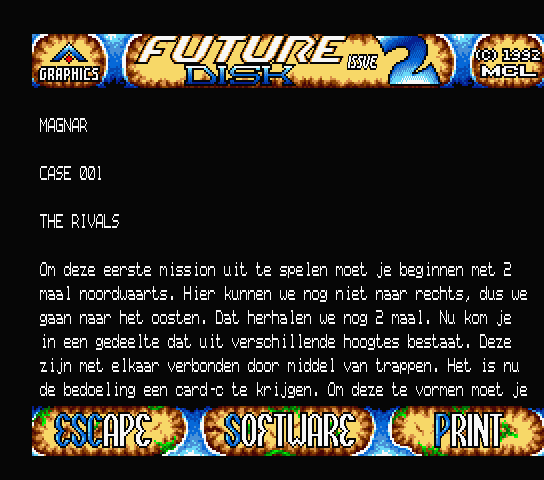 GRAPHICS
FUTURE
DISK
ISSUE 2
(C) 1992
MCL
MAGNAR
CASE 001
THE RIVALS
Om deze eerste mission uit te spelen moet je beginnen met 2
maal noordwaarts. Hier kunnen we nog niet naar rechts, dus we
gaan naar het oosten. Dat herhalen we nog 2 maal. Nu kom je
in een gedeelte dat uit verschillende hoogtes bestaat. Deze
zijn met elkaar verbonden door middel van trappen. Het is nu
de bedoeling een card-c te krijgen. Om deze te vormen moet je
ESCAPE
SOFTWARE
PRINT